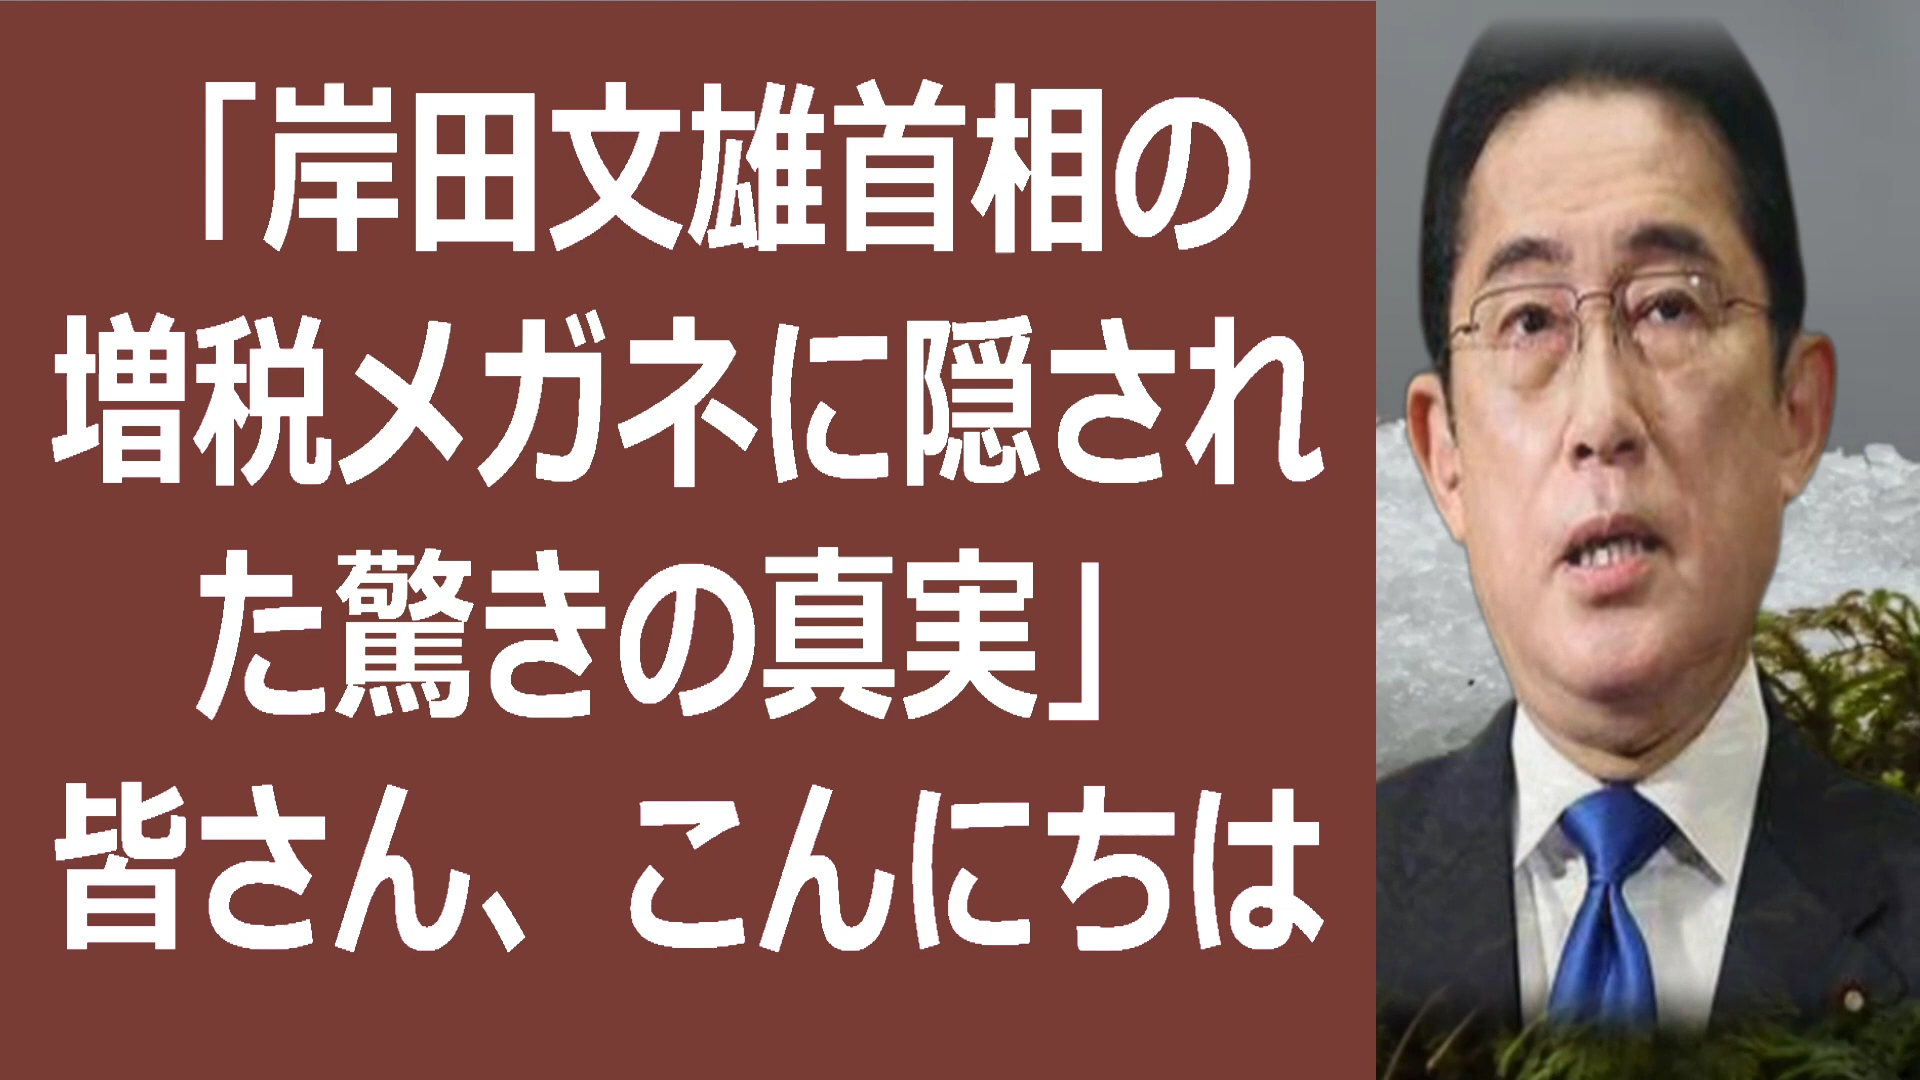 「岸田文雄首相の
増税メガネに隠され
た驚きの真実」
皆さん、こんにちは